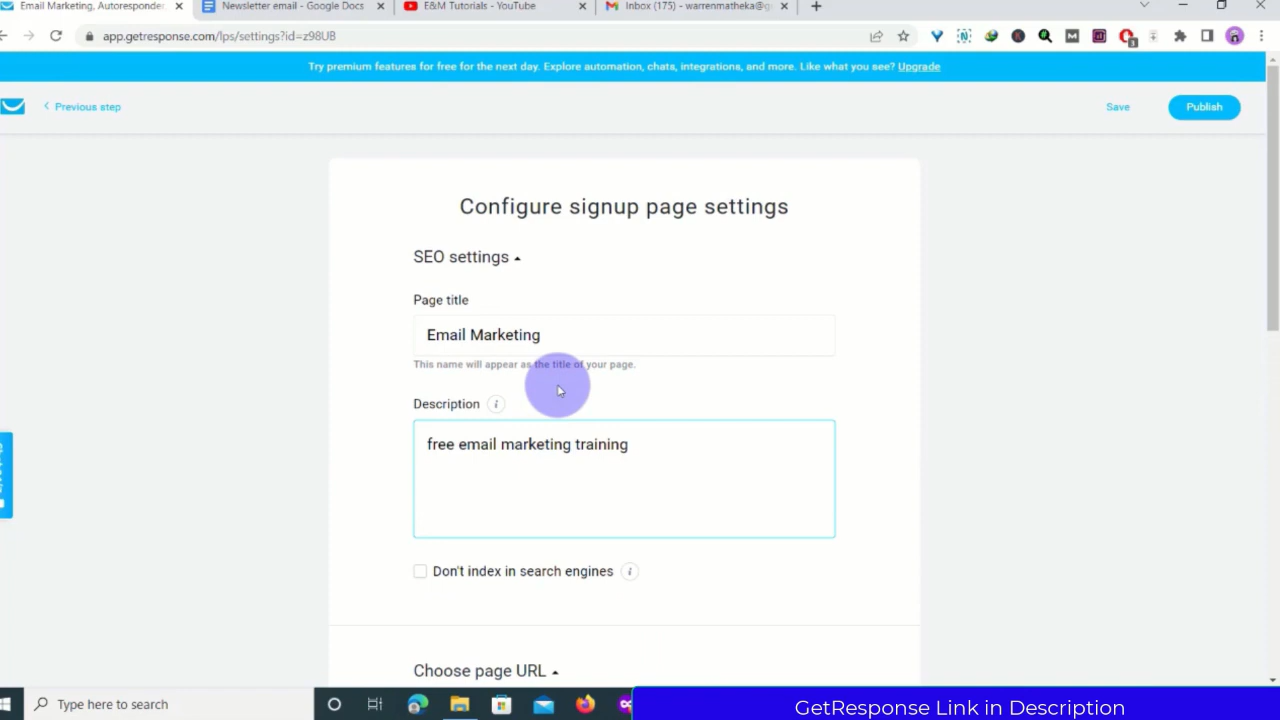 Email Marketing, Autoresponder
Newsletter email - Google Docs
E&M Tutorials - YouTube
Inbox (175) - warrenmatheka@g
app.getresponse.com/lps/settings?id=z98UB
Try premium features for free for the next day. Explore automation, chats, integrations, and more. Like what you see? Upgrade
Previous step
Save
Publish
Configure signup page settings
SEO settings
Page title
Email Marketing
This name will appear as the title of your page.
Description
free email marketing training
Don't index in search engines
Choose page URL
Type here to search
GetResponse Link in Description